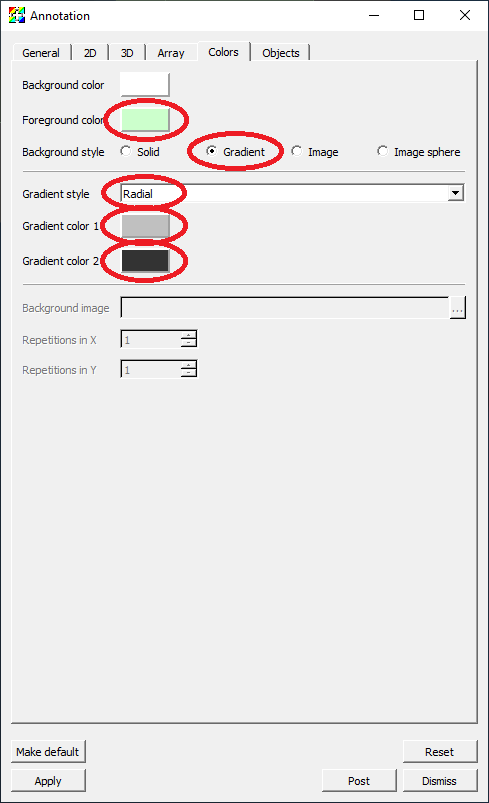 Annotation
General 2D 3D Array Colors Objects
Background color
Foreground color
Background style Solid Gradient Image Image sphere
Gradient style Radial
Gradient color 1
Gradient color 2
Background image ...
Repetitions in X 1
Repetitions in Y 1
Make default Reset
Apply Post Dismiss